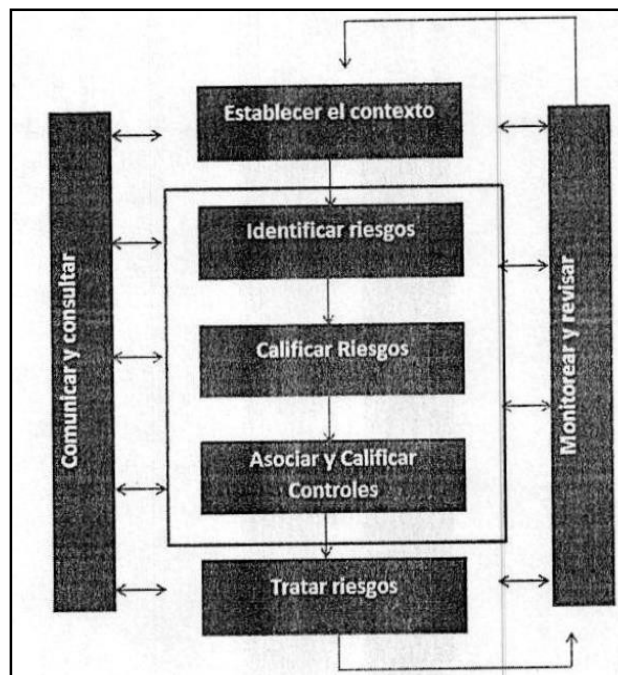 Establecer el contexto
Identificar riesgos
Calificar Riesgos
Asociar y Calificar
Controles
Tratar riesgos
Comunicar y consultar
Monitorear y revisar